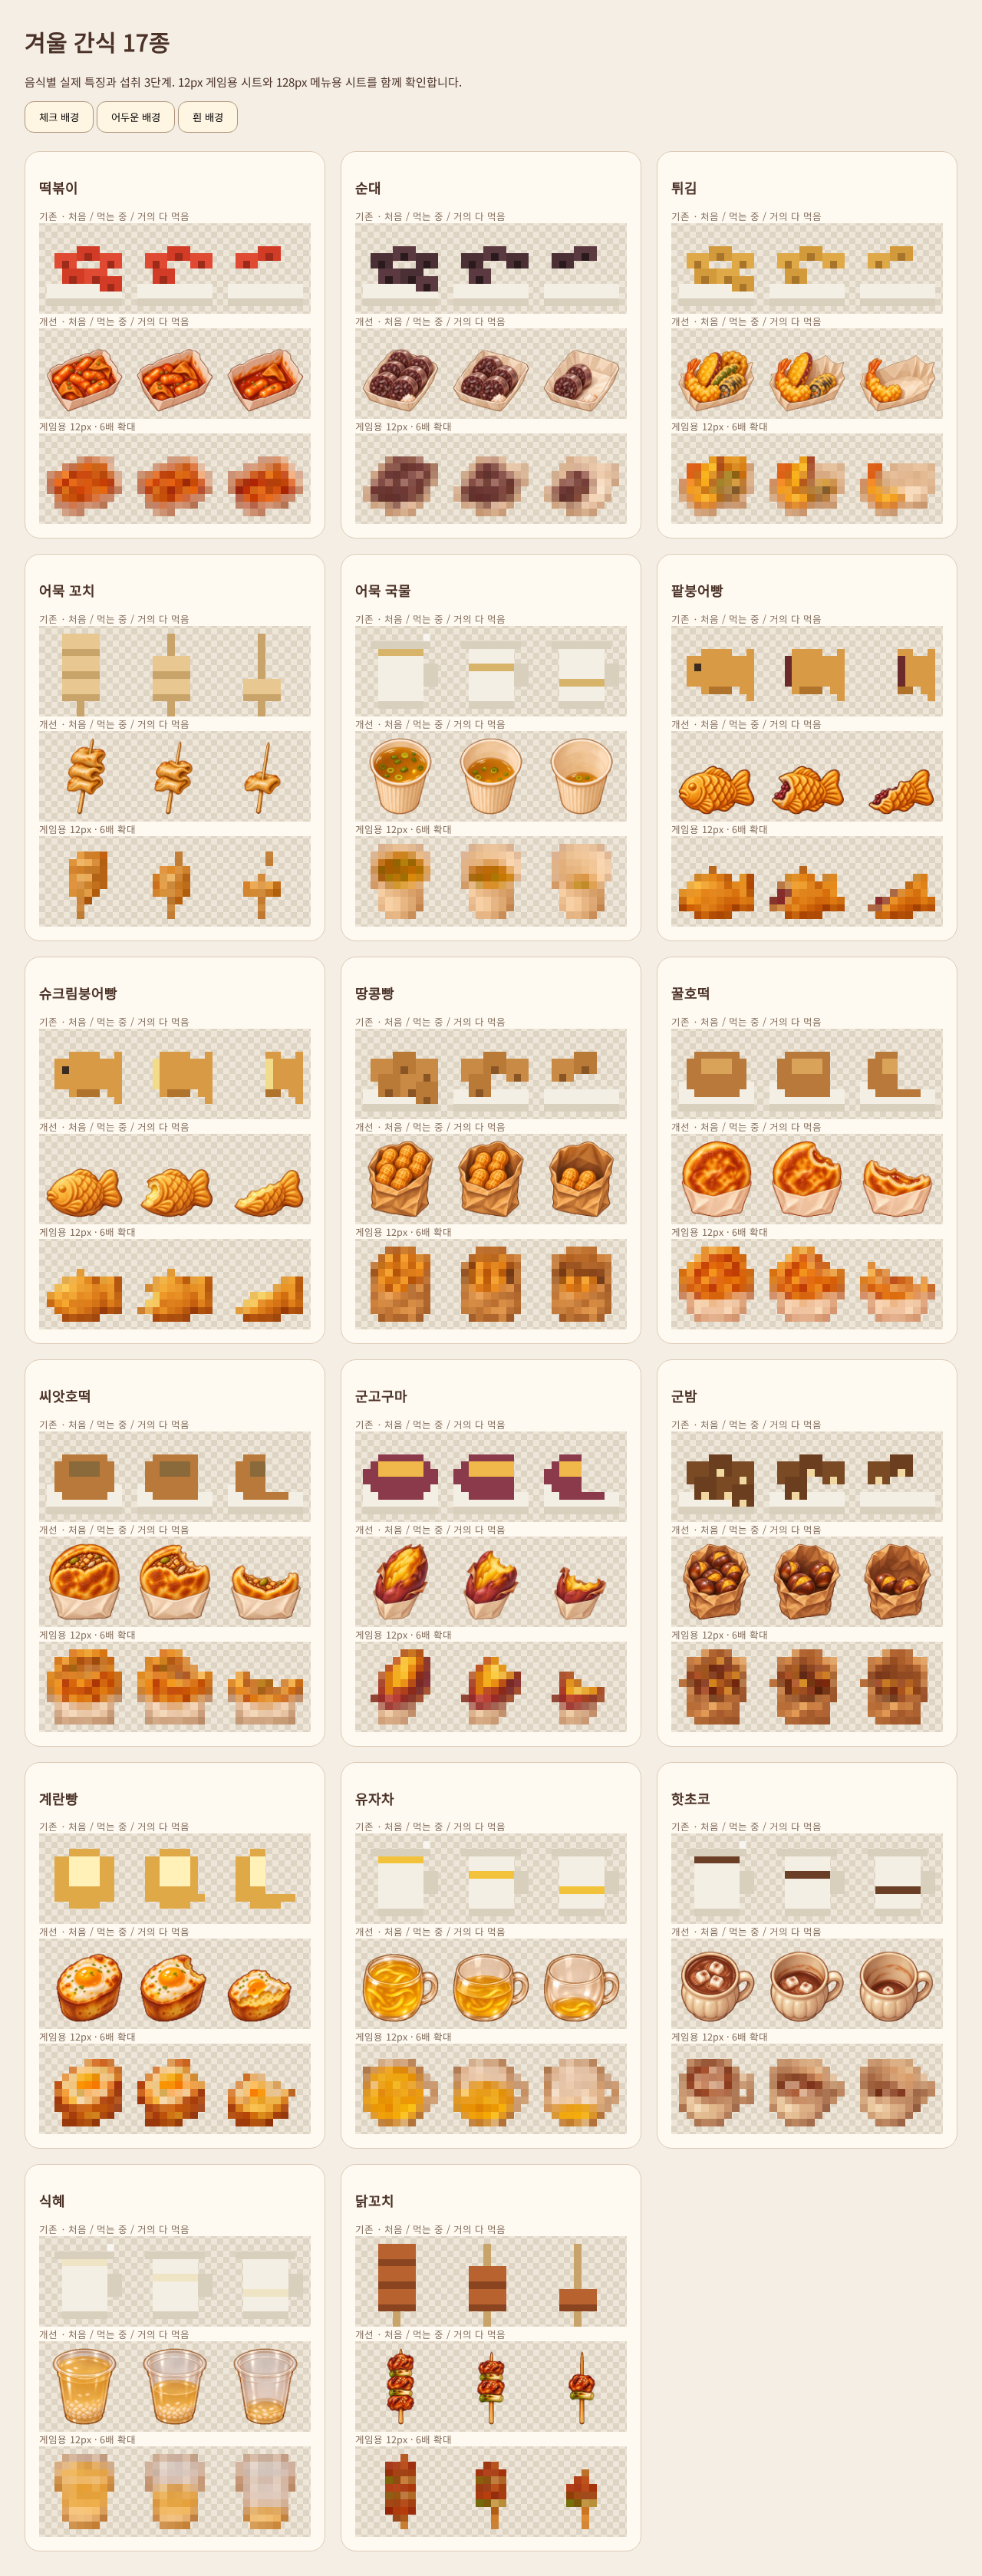 겨울 간식 17종
음식별 실제 특징과 섭취 3단계. 12px 게임용 시트와 128px 메뉴용 시트를 함께 확인합니다.
체크 배경
어두운 배경
흰 배경
떡볶이
기존 · 처음 / 먹는 중 / 거의 다 먹음
개선 · 처음 / 먹는 중 / 거의 다 먹음
게임용 12px · 6배 확대
순대
기존 · 처음 / 먹는 중 / 거의 다 먹음
개선 · 처음 / 먹는 중 / 거의 다 먹음
게임용 12px · 6배 확대
튀김
기존 · 처음 / 먹는 중 / 거의 다 먹음
개선 · 처음 / 먹는 중 / 거의 다 먹음
게임용 12px · 6배 확대
어묵 꼬치
기존 · 처음 / 먹는 중 / 거의 다 먹음
개선 · 처음 / 먹는 중 / 거의 다 먹음
게임용 12px · 6배 확대
어묵 국물
기존 · 처음 / 먹는 중 / 거의 다 먹음
개선 · 처음 / 먹는 중 / 거의 다 먹음
게임용 12px · 6배 확대
팥붕어빵
기존 · 처음 / 먹는 중 / 거의 다 먹음
개선 · 처음 / 먹는 중 / 거의 다 먹음
게임용 12px · 6배 확대
슈크림붕어빵
기존 · 처음 / 먹는 중 / 거의 다 먹음
개선 · 처음 / 먹는 중 / 거의 다 먹음
게임용 12px · 6배 확대
땅콩빵
기존 · 처음 / 먹는 중 / 거의 다 먹음
개선 · 처음 / 먹는 중 / 거의 다 먹음
게임용 12px · 6배 확대
꿀호떡
기존 · 처음 / 먹는 중 / 거의 다 먹음
개선 · 처음 / 먹는 중 / 거의 다 먹음
게임용 12px · 6배 확대
씨앗호떡
기존 · 처음 / 먹는 중 / 거의 다 먹음
개선 · 처음 / 먹는 중 / 거의 다 먹음
게임용 12px · 6배 확대
군고구마
기존 · 처음 / 먹는 중 / 거의 다 먹음
개선 · 처음 / 먹는 중 / 거의 다 먹음
게임용 12px · 6배 확대
군밤
기존 · 처음 / 먹는 중 / 거의 다 먹음
개선 · 처음 / 먹는 중 / 거의 다 먹음
게임용 12px · 6배 확대
계란빵
기존 · 처음 / 먹는 중 / 거의 다 먹음
개선 · 처음 / 먹는 중 / 거의 다 먹음
게임용 12px · 6배 확대
유자차
기존 · 처음 / 먹는 중 / 거의 다 먹음
개선 · 처음 / 먹는 중 / 거의 다 먹음
게임용 12px · 6배 확대
핫초코
기존 · 처음 / 먹는 중 / 거의 다 먹음
개선 · 처음 / 먹는 중 / 거의 다 먹음
게임용 12px · 6배 확대
식혜
기존 · 처음 / 먹는 중 / 거의 다 먹음
개선 · 처음 / 먹는 중 / 거의 다 먹음
게임용 12px · 6배 확대
닭꼬치
기존 · 처음 / 먹는 중 / 거의 다 먹음
개선 · 처음 / 먹는 중 / 거의 다 먹음
게임용 12px · 6배 확대